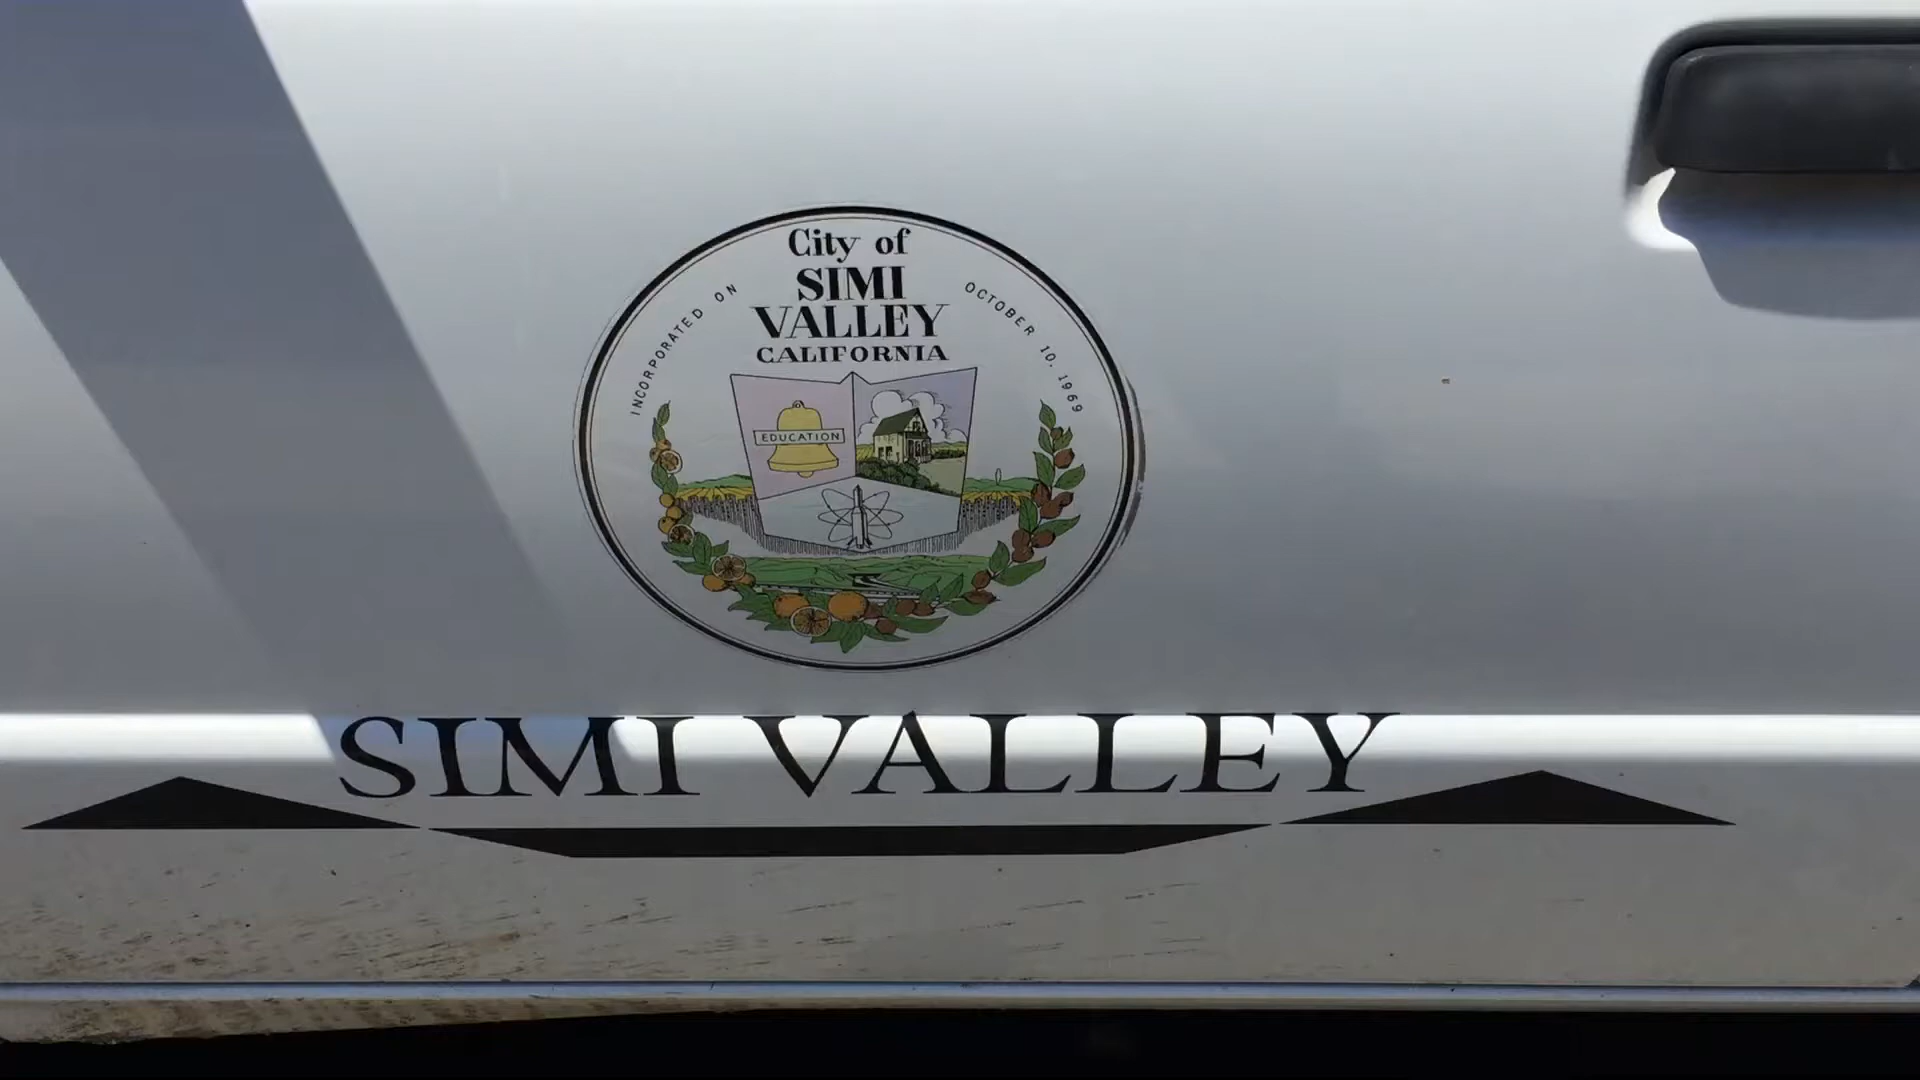 City of
SIMI
VALLEY
CALIFORNIA
INCORPORATED ON
OCTOBER 10, 1969
EDUCATION
SIMI VALLEY